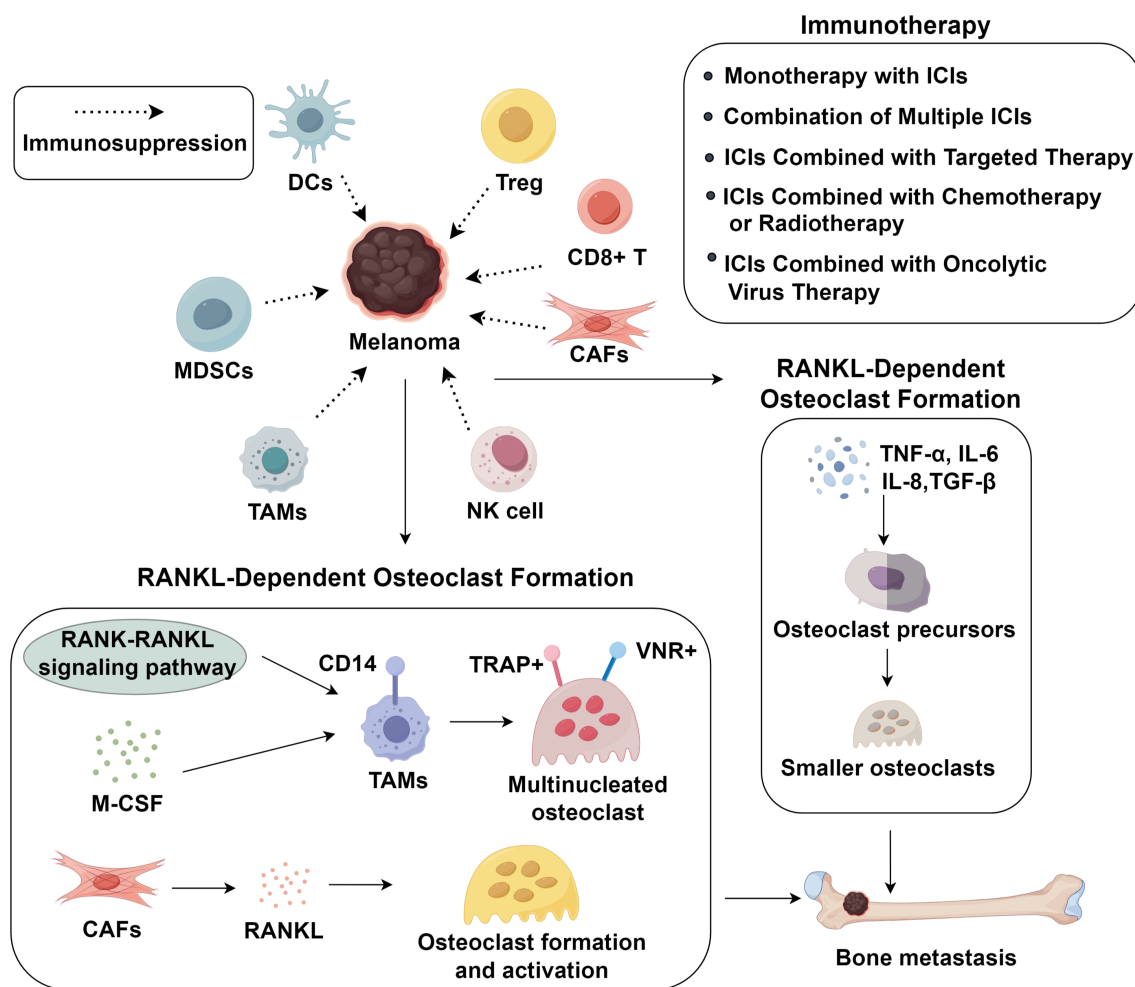 Immunotherapy
• Monotherapy with ICIs
• Combination of Multiple ICIs
• ICIs Combined with Targeted Therapy
• ICIs Combined with Chemotherapy
or Radiotherapy
• ICIs Combined with Oncolytic
Virus Therapy
Immunosuppression
DCs
Treg
CD8+ T
MDSCs
Melanoma
CAFs
TAMs
NK cell
RANKL-Dependent
Osteoclast Formation
TNF-α, IL-6
IL-8,TGF-β
Osteoclast precursors
Smaller osteoclasts
RANKL-Dependent Osteoclast Formation
RANK-RANKL
signaling pathway
CD14
TRAP+
VNR+
M-CSF
TAMs
Multinucleated
osteoclast
CAFs
RANKL
Osteoclast formation
and activation
Bone metastasis